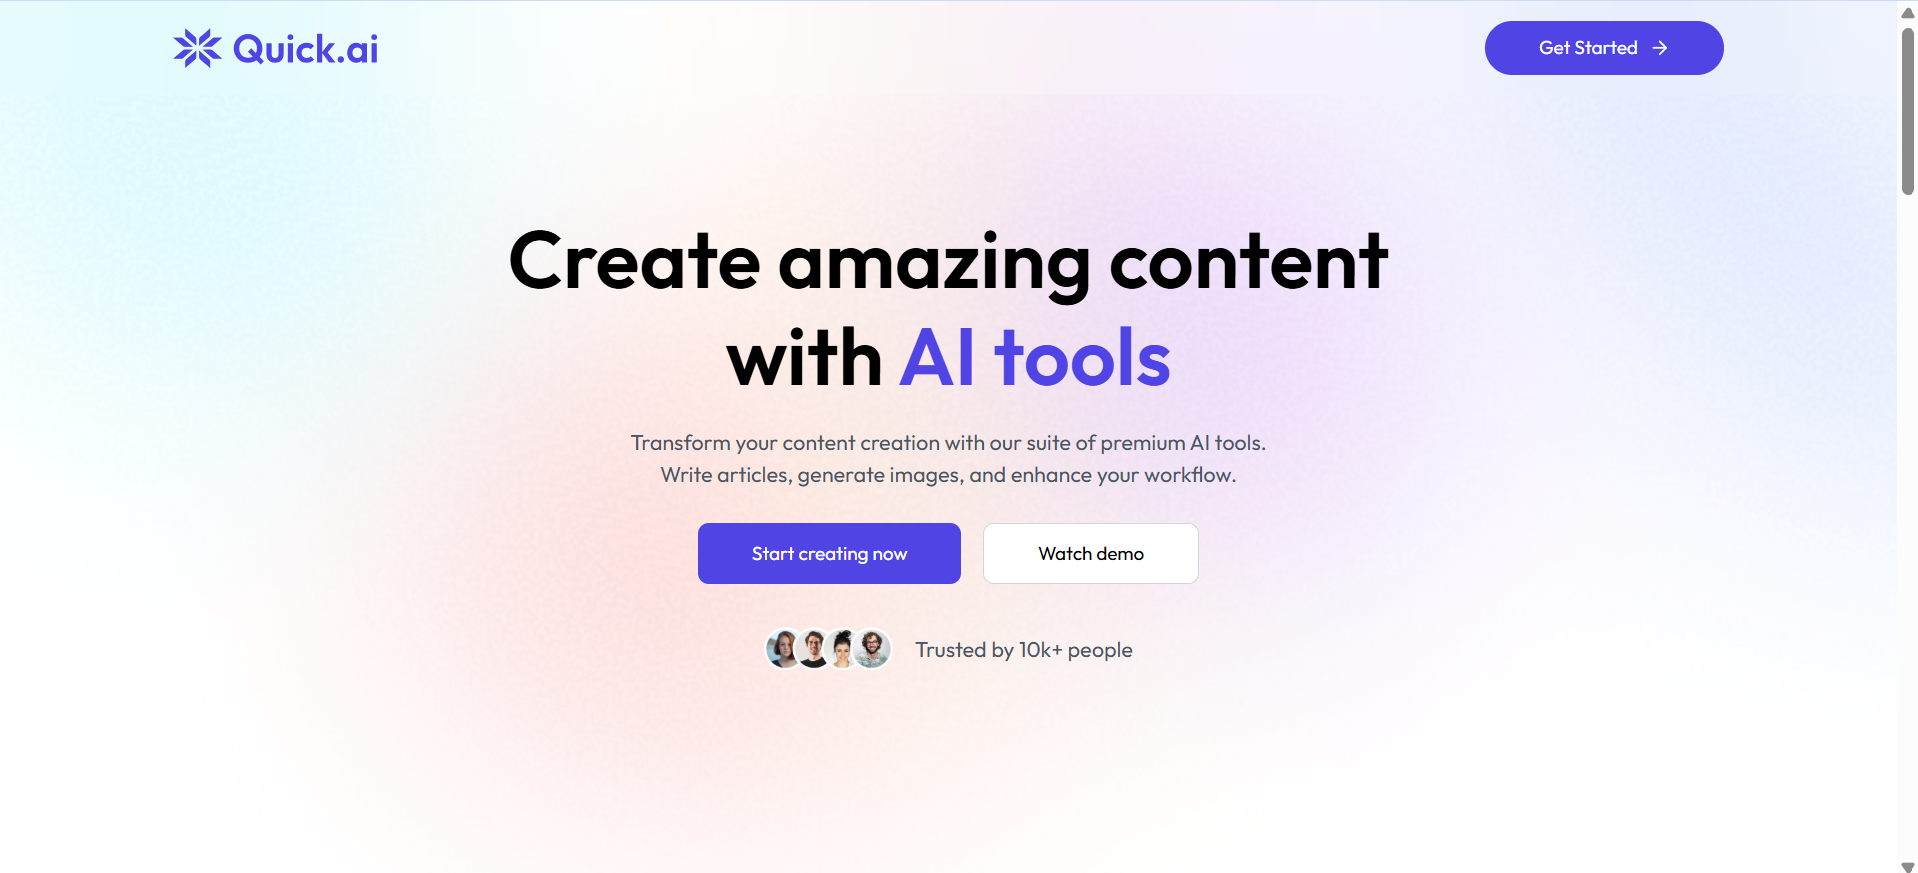 Quick.ai
Get Started →
Create amazing content
with AI tools
Transform your content creation with our suite of premium AI tools.
Write articles, generate images, and enhance your workflow.
Start creating now
Watch demo
Trusted by 10k+ people